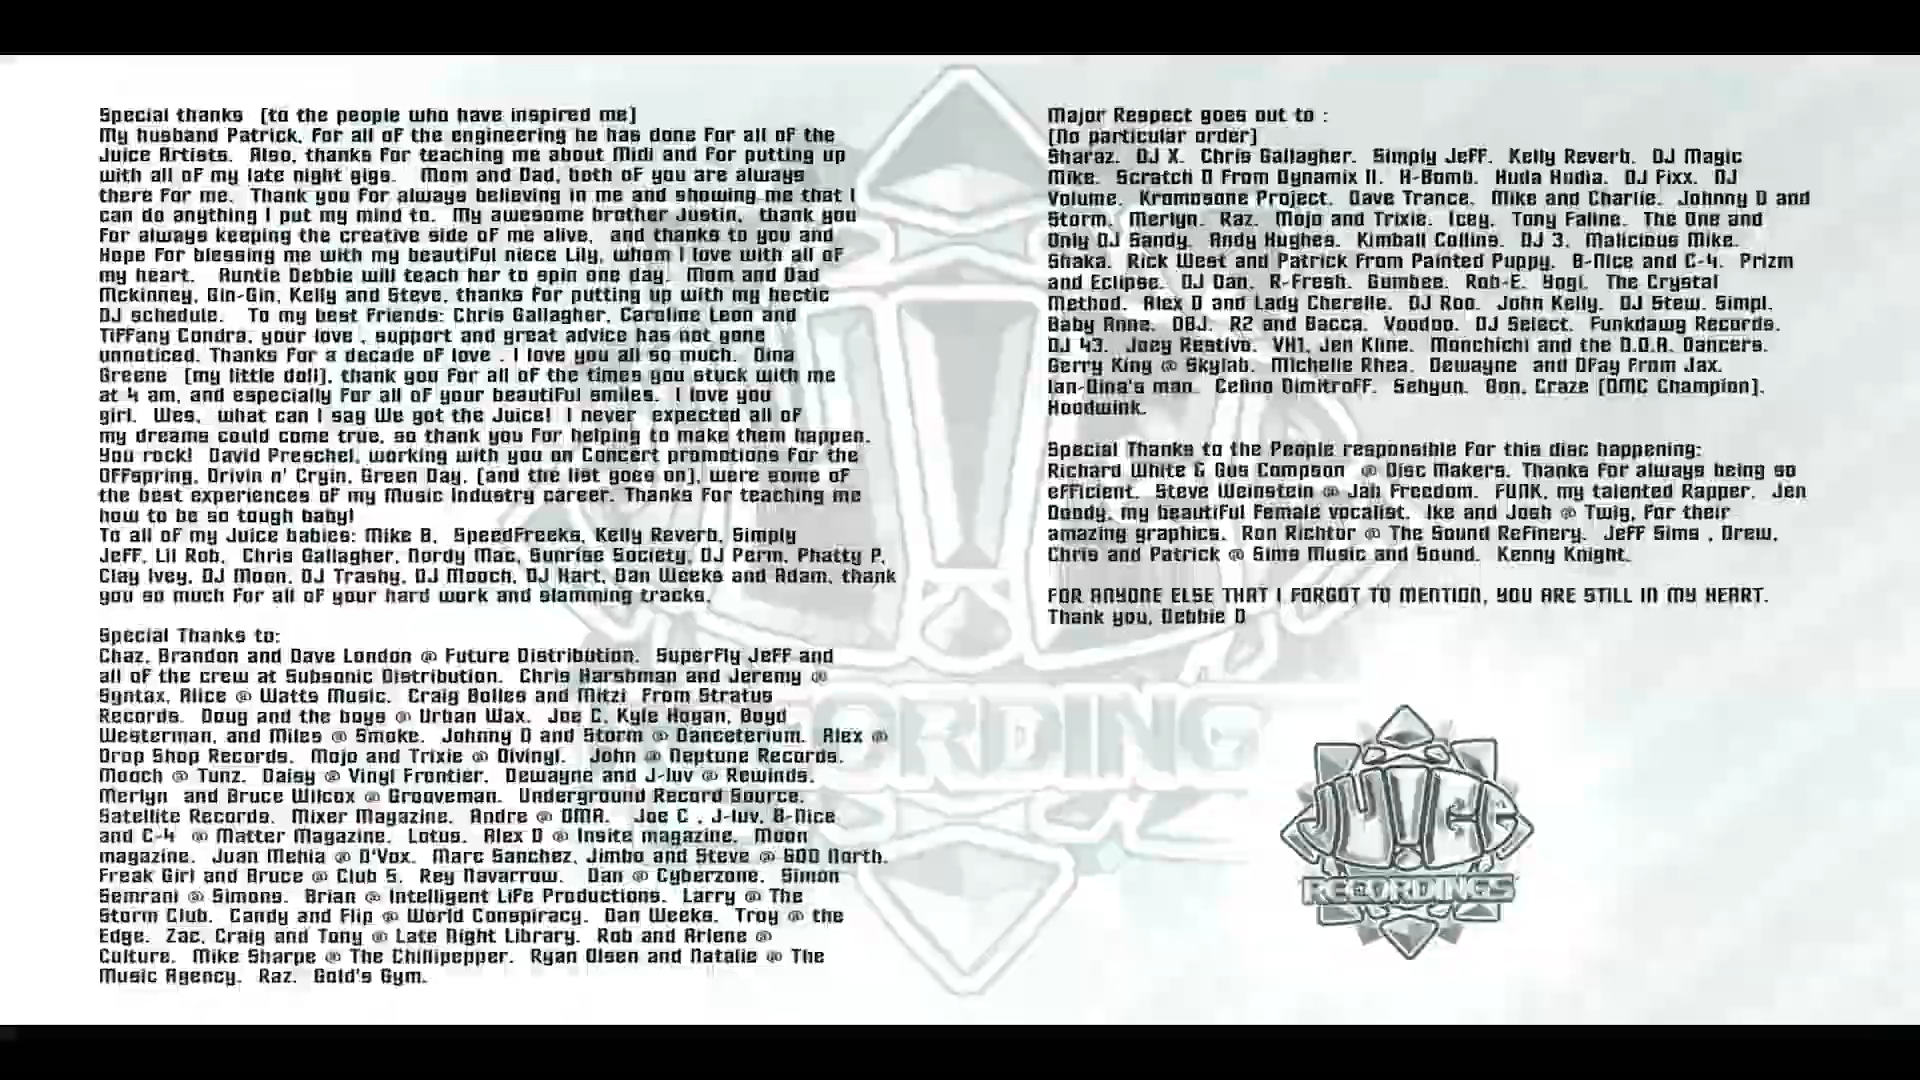 Special thanks [to the people who have inspired me]
My husband Patrick, for all of the engineering he has done for all of the
Juice Artists. Also, thanks for teaching me about Midi and for putting up
with all of my late night gigs. Mom and Dad, both of you are always
there for me. Thank you for always believing in me and showing me that I
can do anything I put my mind to. My awesome brother Justin, thank you
for always keeping the creative side of me alive, and thanks to you and
Hope for blessing me with my beautiful niece Lily, whom I love with all of
my heart. Auntie Debbie will teach her to spin one day. Mom and Dad
Mckinney, Gin-Gin, Kelly and Steve, thanks for putting up with my hectic
DJ schedule. To my best friends: Chris Gallagher, Caroline Leon and
Tiffany Condra, your love , support and great advice has not gone
unnoticed. Thanks for a decade of love . I love you all so much. Dina
Greene [my little doll], thank you for all of the times you stuck with me
at 4 am, and especially for all of your beautiful smiles. I love you
girl. Wes, what can I say We got the Juice! I never expected all of
my dreams could come true, so thank you for helping to make them happen.
You rock! David Preschel, working with you on Concert promotions for the
Offspring, Drivin n' Cryin, Green Day, [and the list goes on], were some of
the best experiences of my Music Industry career. Thanks for teaching me
how to be so tough baby!
To all of my Juice babies: Mike B, SpeedFreeks, Kelly Reverb, Simply
Jeff, Lil Rob, Chris Gallagher, Nordy Mac, Sunrise Society, DJ Perm, Phatty P,
Clay Ivey, DJ Moon, DJ Trashy, DJ Mooch, DJ Hart, Dan Weeks and Adam, thank
you so much for all of your hard work and slamming tracks.
Special Thanks to:
Chaz, Brandon and Dave London @ Future Distribution. Superfly Jeff and
all of the crew at Subsonic Distribution. Chris Harshman and Jeremy @
Syntax, Alice @ Watts Music. Craig Bolles and Mitzi From Stratus
Records. Doug and the boys @ Urban Wax. Joe C, Kyle Hogan, Boyd
Westerman, and Miles @ Smoke. Johnny D and Storm @ Danceterium. Alex @
Drop Shop Records. Mojo and Trixie @ Divinyl. John @ Neptune Records.
Mooch @ Tunz. Daisy @ Vinyl Frontier. Dewayne and J-luv @ Rewinds.
Merlyn and Bruce Wilcox @ Grooveman. Underground Record Source.
Satellite Records. Mixer Magazine. Andre @ DMA. Joe C , J-luv, B-Nice
and C-4 @ Matter Magazine. Lotus. Alex D @ Insite magazine. Moon
magazine. Juan Mehia @ D'Vox. Marc Sanchez, Jimbo and Steve @ GOD North.
Freak Girl and Bruce @ Club 5. Rey Navarrow. Dan @ Cyberzone. Simon
Semrani @ Simons. Brian @ Intelligent Life Productions. Larry @ The
Storm Club. Candy and Flip @ World Conspiracy. Dan Weeks. Troy @ the
Edge. Zac, Craig and Tony @ Late Night Library. Rob and Arlene @
Culture. Mike Sharpe @ The Chillipepper. Ryan Olsen and Natalie @ The
Music Agency. Raz. Gold's Gym.
Major Respect goes out to :
[No particular order]
Sharaz. DJ X. Chris Gallagher. Simply Jeff. Kelly Reverb. DJ Magic
Mike. Scratch D From Dynamix II. H-Bomb. Huda Hudia. DJ Fixx. DJ
Volume. Kromosone Project. Dave Trance. Mike and Charlie. Johnny D and
Storm. Merlyn. Raz. Mojo and Trixie. Icey. Tony Faline. The One and
Only DJ Sandy. Andy Hughes. Kimball Collins. DJ 3. Malicious Mike.
Shaka. Rick West and Patrick From Painted Puppy. B-Nice and C-4. Prizm
and Eclipse. DJ Dan. R-Fresh. Gumbee. Rob-E. Yogi. The Crystal
Method. Alex D and Lady Cherelle. DJ Roo. John Kelly. DJ Stew. Simpl.
Baby Anne. DBJ. R2 and Bacca. Voodoo. DJ Select. Funkdawg Records.
DJ 43. Joey Restivo. VH1, Jen Kline. Monchichi and the D.O.A. Dancers.
Gerry King @ Skylab. Michelle Rhea. Dewayne and DFay From Jax.
Ian-Dina's man. Celino Dimitroff. Sehyun. Gon. Craze [DMC Champion].
Hoodwink.
Special Thanks to the People responsible For this disc happening:
Richard White & Gus Compson @ Disc Makers. Thanks for always being so
efficient. Steve Weinstein @ Jah Freedom. FUNK, my talented Rapper. Jen
Doody, my beautiful female vocalist. Ike and Josh @ Twig, for their
amazing graphics. Ron Richtor @ The Sound Refinery. Jeff Sims , Drew,
Chris and Patrick @ Sims Music and Sound. Kenny Knight.
FOR ANYONE ELSE THAT I FORGOT TO MENTION, YOU ARE STILL IN MY HEART.
Thank you, Debbie D
JUICE
RECORDINGS